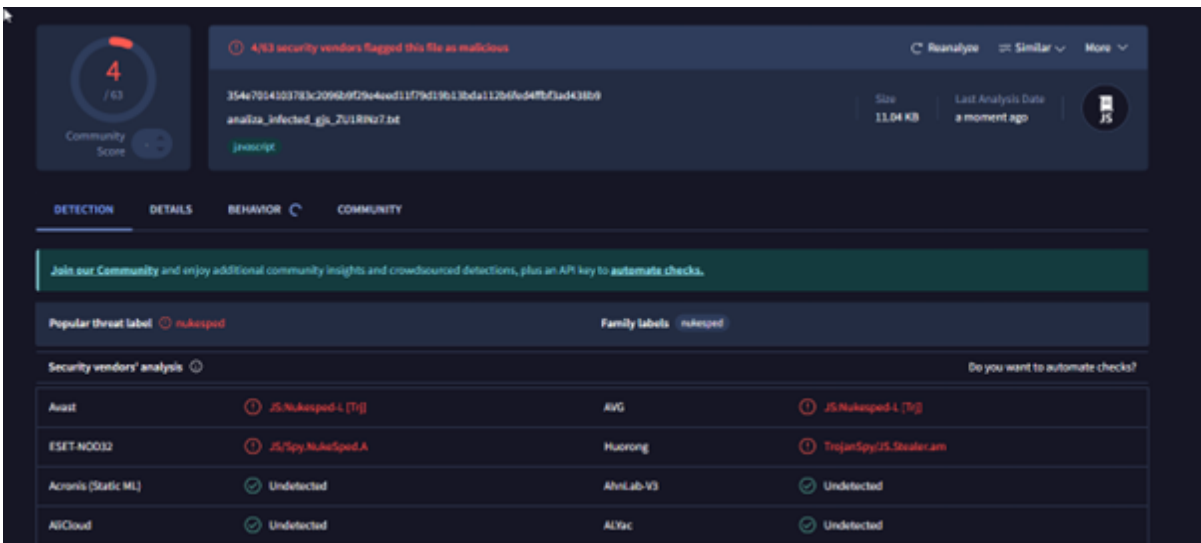 4/63 security vendors flagged this file as malicious
Reanalyze Similar More
4
/ 63
Community Score
analiza_infected_gjs_ZU1RlNz7.txt
javascript
Size
11.04 KB
Last Analysis Date
a moment ago
JS
DETECTION DETAILS BEHAVIOR COMMUNITY
Join our Community and enjoy additional community insights and crowdsourced detections, plus an API key to automate checks.
Popular threat label nukesped Family labels nukesped
Security vendors' analysis Do you want to automate checks?
Avast JS:Nukesped-L [Trj] AVG JS:Nukesped-L [Trj]
ESET-NOD32 JS/Spy.NukeSped.A Huorong TrojanSpy/JS.Stealer.am
Acronis (Static ML) Undetected AhnLab-V3 Undetected
AliCloud Undetected ALYac Undetected